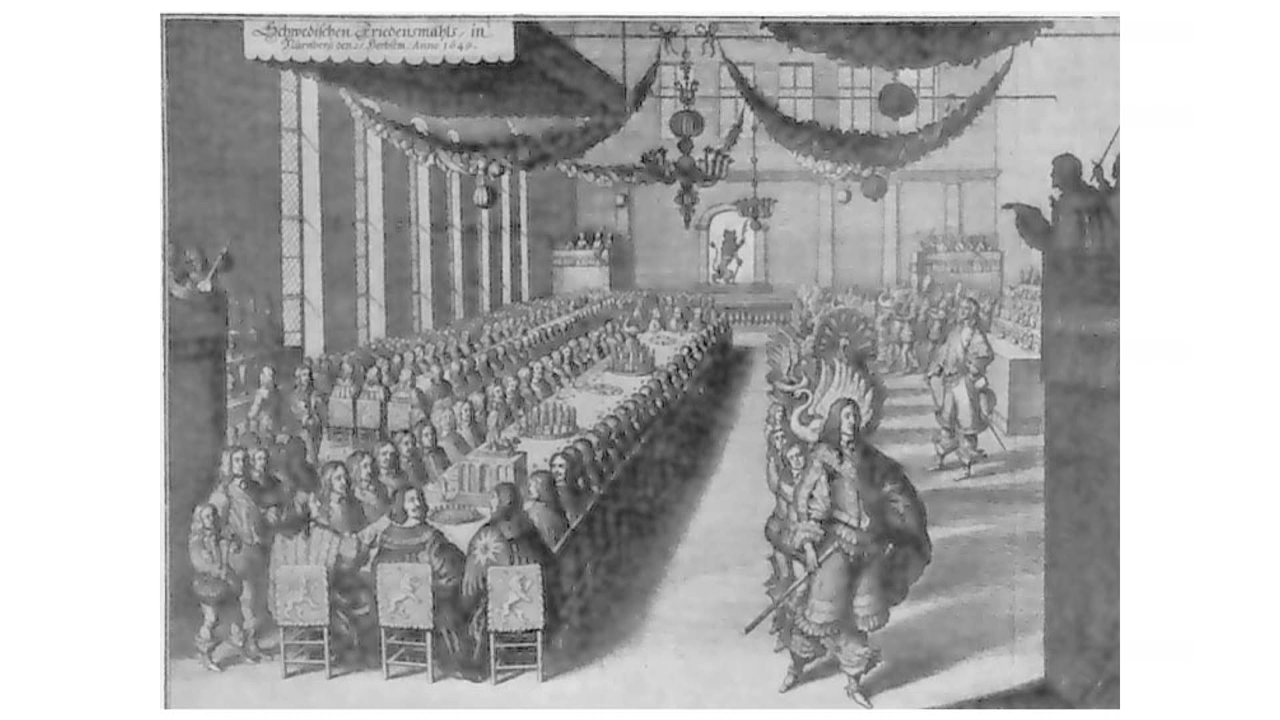 Schwedischen Friedensmahls, in
Nürnberg den 25 Herbstm. Anno 1649.